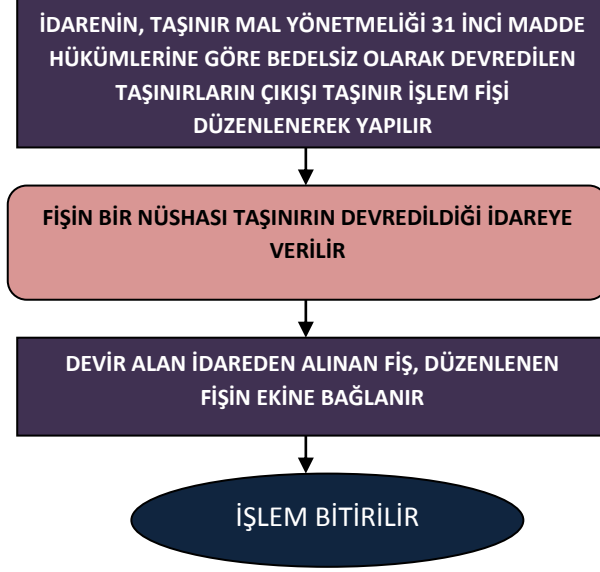 İDARENİN, TAŞINIR MAL YÖNETMELİĞİ 31 İNCİ MADDE
HÜKÜMLERİNE GÖRE BEDELSİZ OLARAK DEVREDİLEN
TAŞINIRLARIN ÇIKIŞI TAŞINIR İŞLEM FİŞİ
DÜZENLENEREK YAPILIR
FİŞİN BİR NÜSHASI TAŞINIRIN DEVREDİLDİĞİ İDAREYE
VERİLİR
DEVİR ALAN İDAREDEN ALINAN FİŞ, DÜZENLENEN
FİŞİN EKİNE BAĞLANIR
İŞLEM BİTİRİLİR